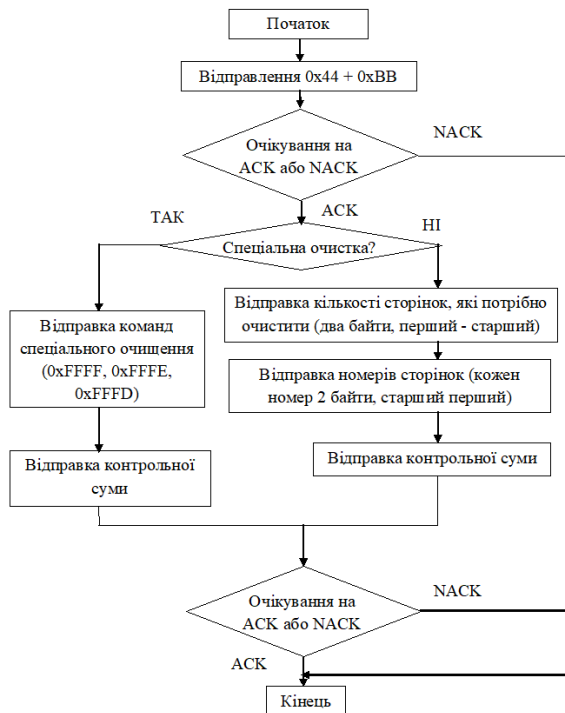 Початок
Відправлення 0x44 + 0xBB
Очікування на
ACK або NACK
NACK
ACK
ТАК
НІ
Спеціальна очистка?
Відправка команд
спеціального очищення
(0xFFFF, 0xFFFE,
0xFFFD)
Відправка контрольної
суми
Відправка кількості сторінок, які потрібно
очистити (два байти, перший - старший)
Відправка номерів сторінок (кожен
номер 2 байти, старший перший)
Відправка контрольної суми
Очікування на
ACK або NACK
NACK
ACK
Кінець